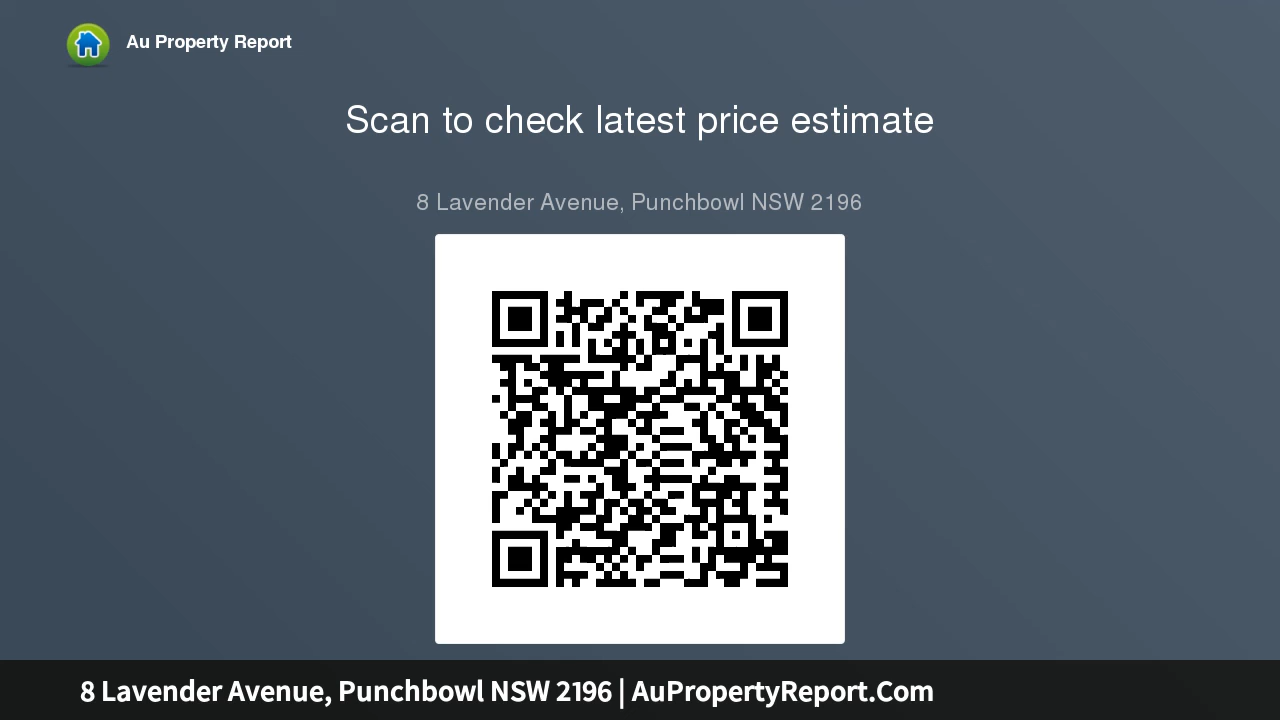 Au Property Report
Scan to check latest price estimate
8 Lavender Avenue, Punchbowl NSW 2196
8 Lavender Avenue, Punchbowl NSW 2196 | AuPropertyReport.Com